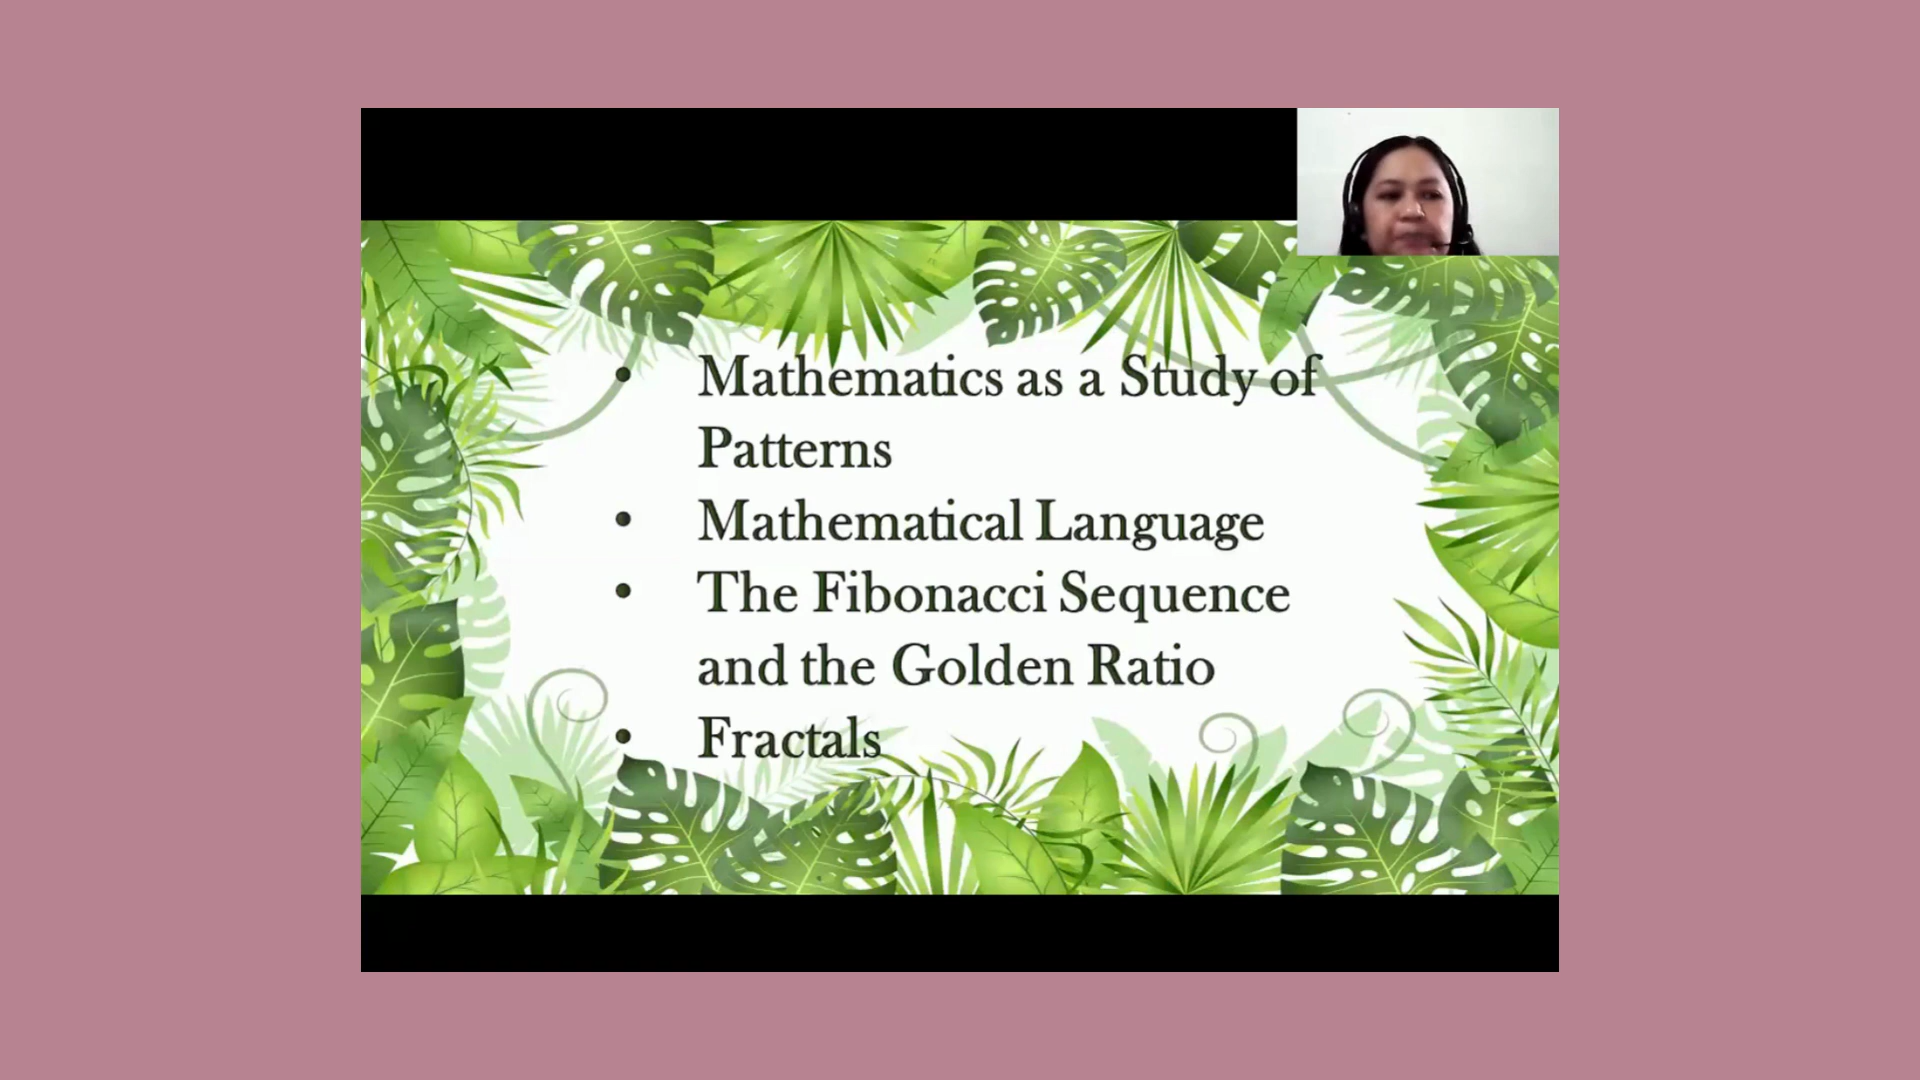 • Mathematics as a Study of
Patterns
• Mathematical Language
• The Fibonacci Sequence
and the Golden Ratio
• Fractals